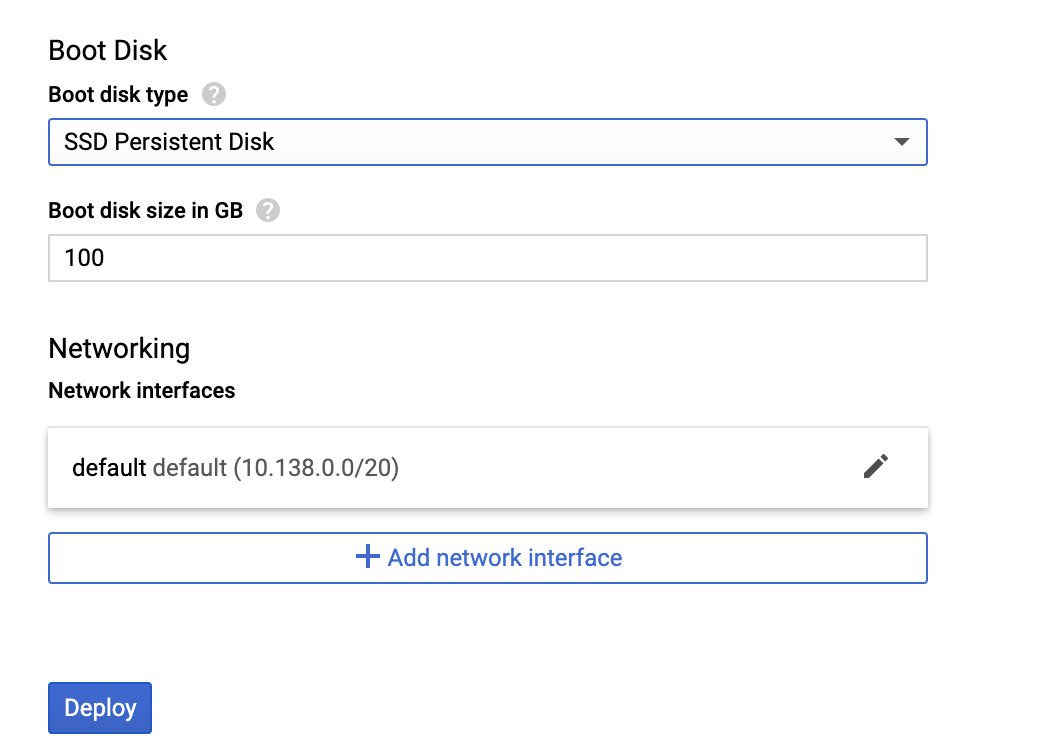 Boot Disk
Boot disk type ?
SSD Persistent Disk
Boot disk size in GB ?
100
Networking
Network interfaces
default default (10.138.0.0/20)
+ Add network interface
Deploy